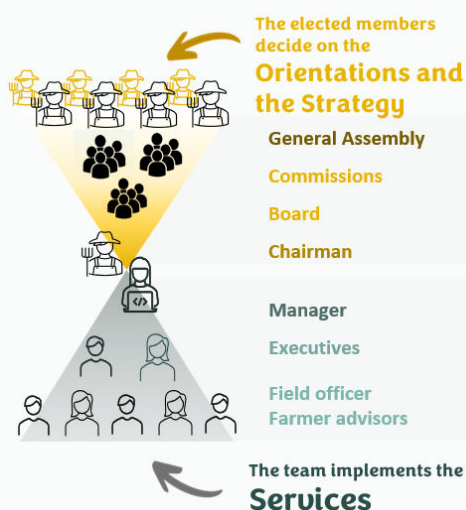 The elected members
decide on the
Orientations and
the Strategy
General Assembly
Commissions
Board
Chairman
</>
Manager
Executives
Field officer
Farmer advisors
The team implements the
Services